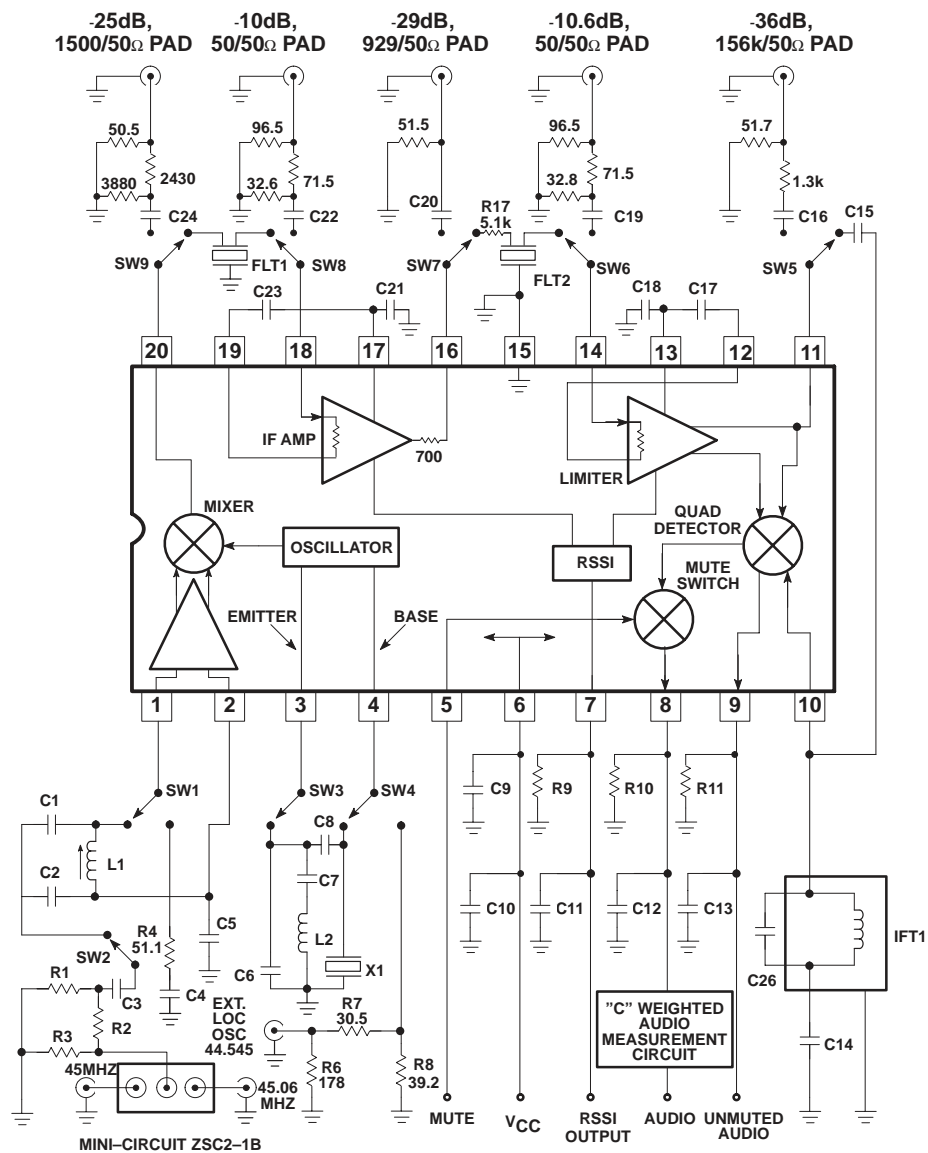 -25dB,
1500/50Ω PAD
-10dB,
50/50Ω PAD
-29dB,
929/50Ω PAD
-10.6dB,
50/50Ω PAD
-36dB,
156k/50Ω PAD
50.5
2430
3880
C24
96.5
71.5
32.6
C22
51.5
C20
R17
5.1k
96.5
71.5
32.8
C19
51.7
1.3k
C16
C15
SW9
FLT1
SW8
SW7
FLT2
SW6
SW5
C23
C21
C18
C17
20
19
18
17
16
15
14
13
12
11
IF AMP
700
LIMITER
MIXER
OSCILLATOR
RSSI
QUAD
DETECTOR
MUTE
SWITCH
EMITTER
BASE
1
2
3
4
5
6
7
8
9
10
SW1
C1
L1
C2
C5
SW2
R4
51.1
C4
C3
R1
R2
R3
SW3
SW4
C8
C7
L2
C6
X1
EXT.
LOC
OSC
44.545
R7
30.5
R6
178
R8
39.2
C9
R9
R10
R11
C10
C11
C12
C13
IFT1
C26
C14
"C" WEIGHTED
AUDIO
MEASUREMENT
CIRCUIT
45MHZ
45.06
MHZ
MINI–CIRCUIT ZSC2–1B
MUTE
VCC
RSSI
OUTPUT
AUDIO
UNMUTED
AUDIO